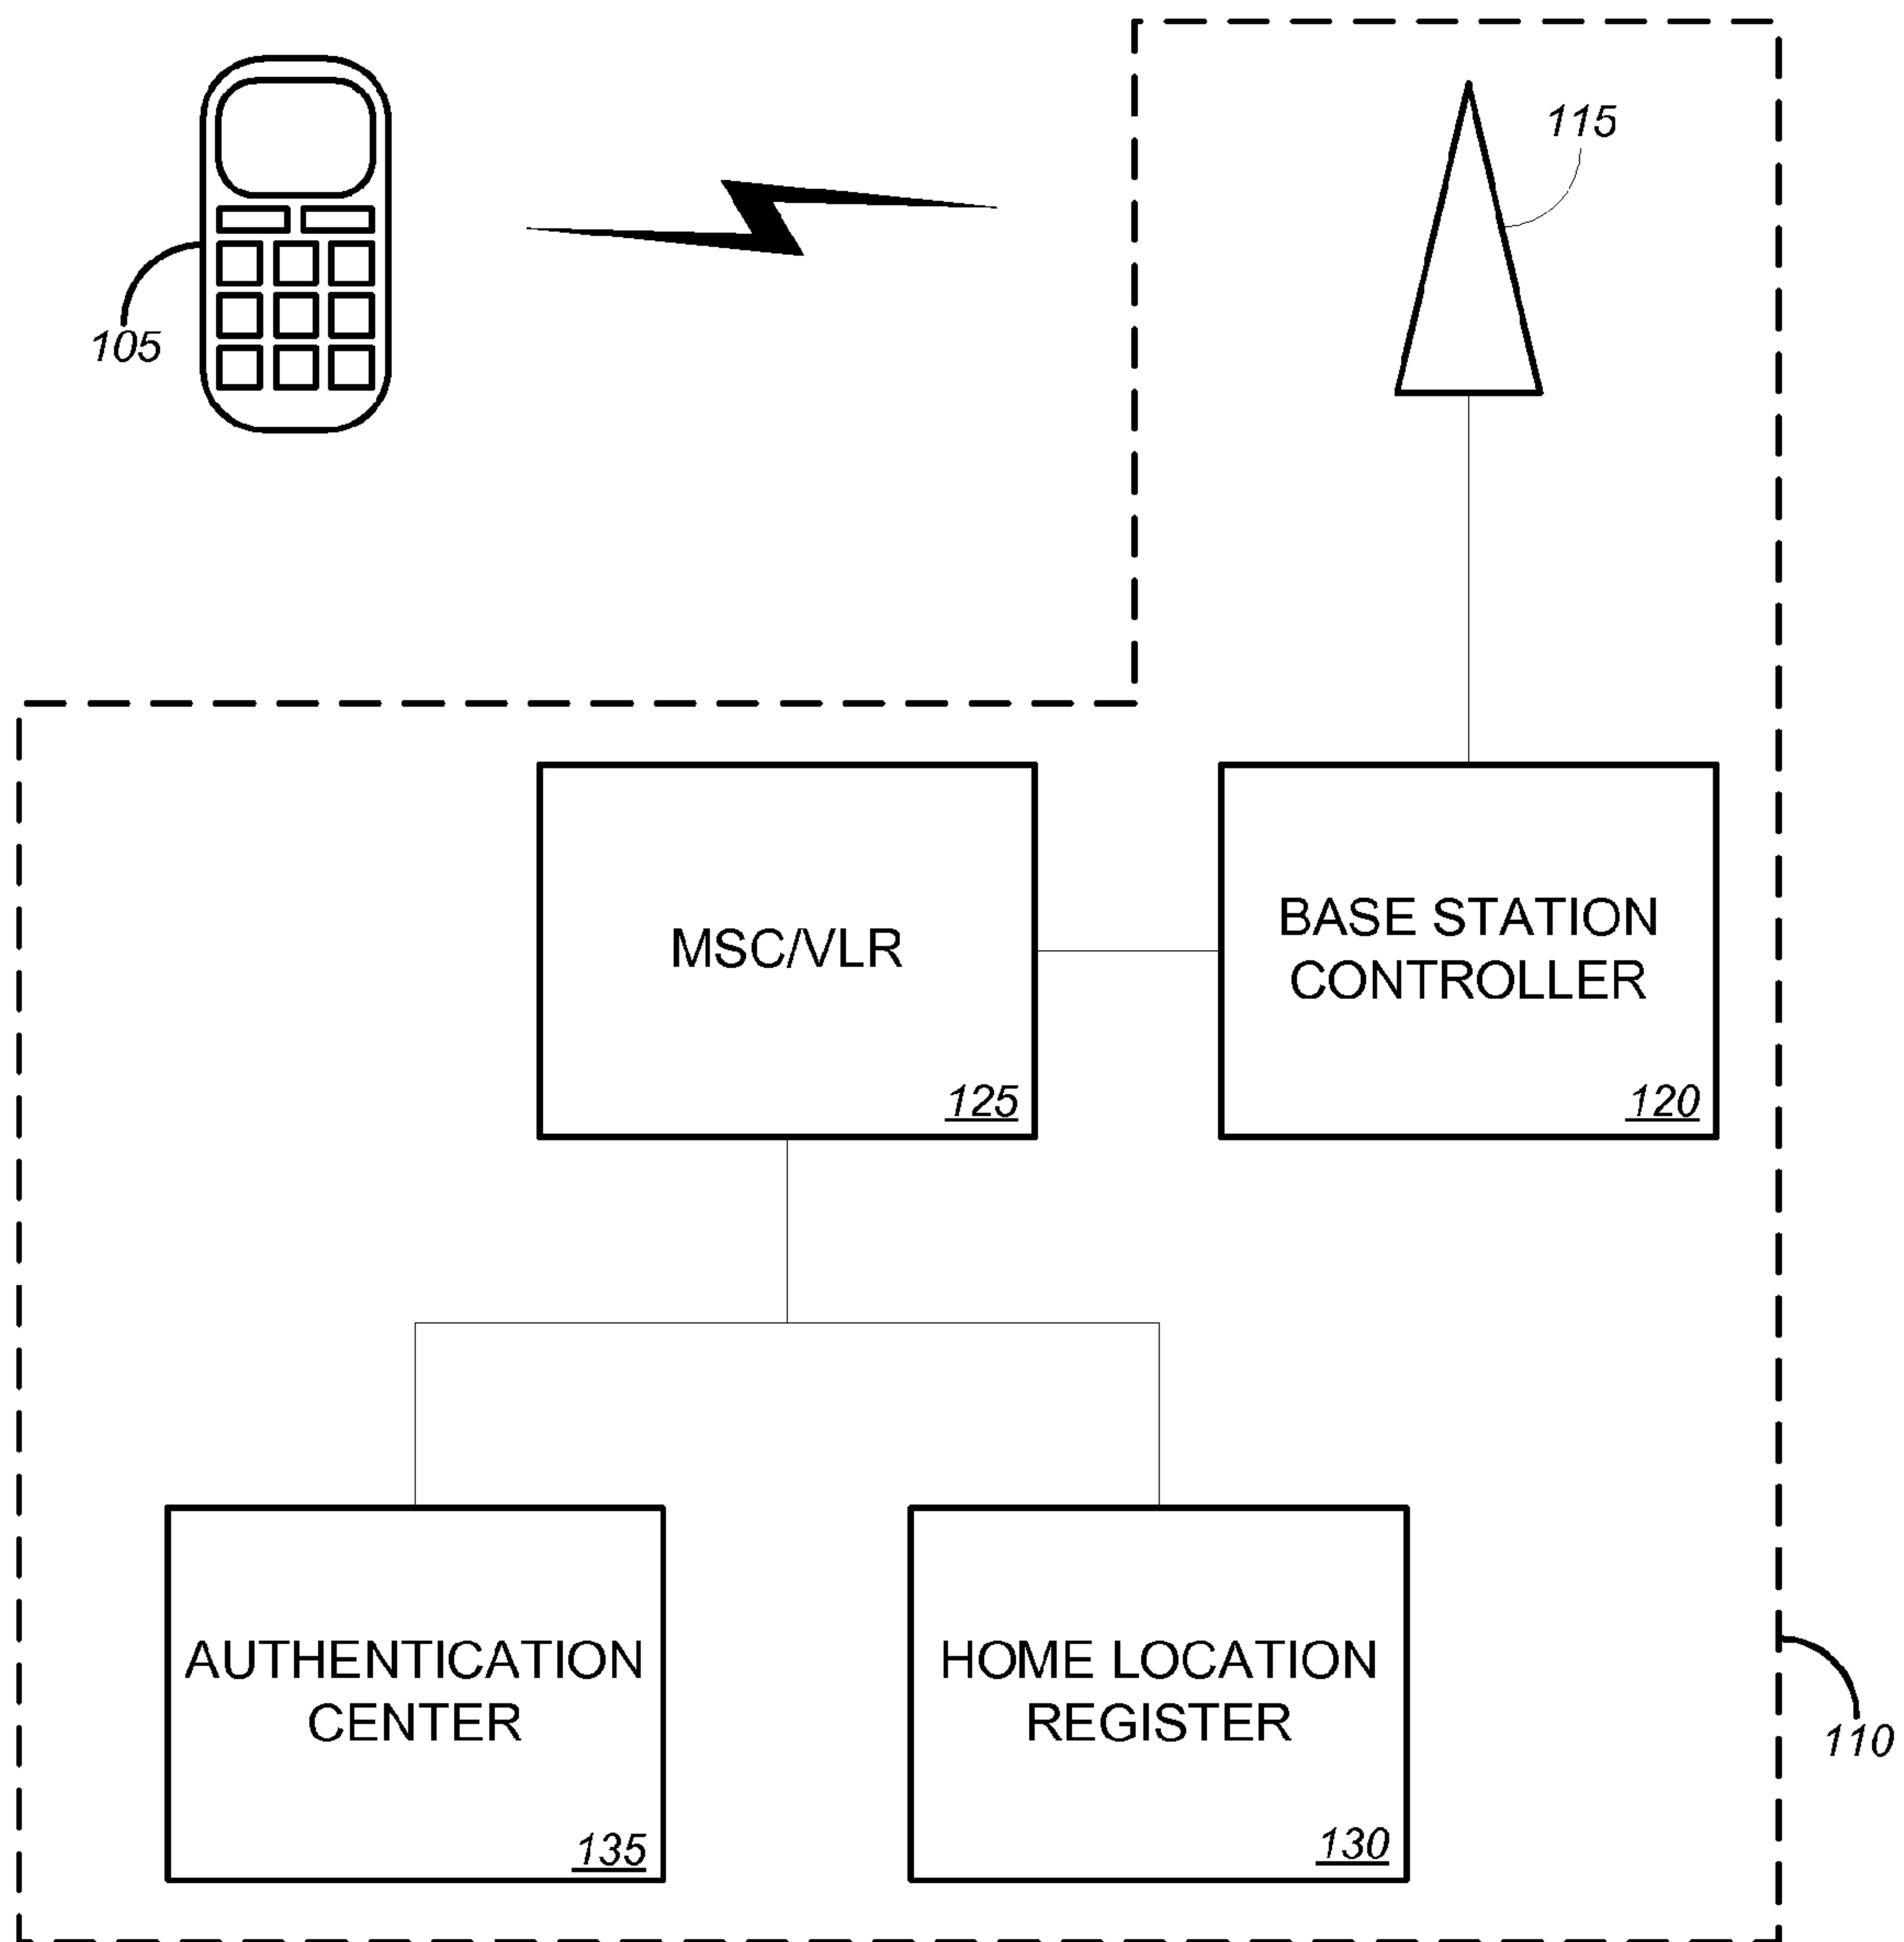 115
105
MSC/VLR
125
BASE STATION
CONTROLLER
120
AUTHENTICATION
CENTER
135
HOME LOCATION
REGISTER
130
110